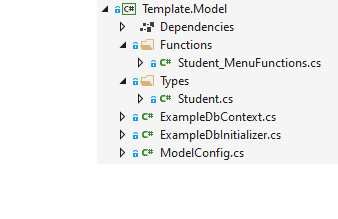 C# Template.Model
Dependencies
Functions
C# Student_MenuFunctions.cs
Types
C# Student.cs
C# ExampleDbContext.cs
C# ExampleDbInitializer.cs
C# ModelConfig.cs